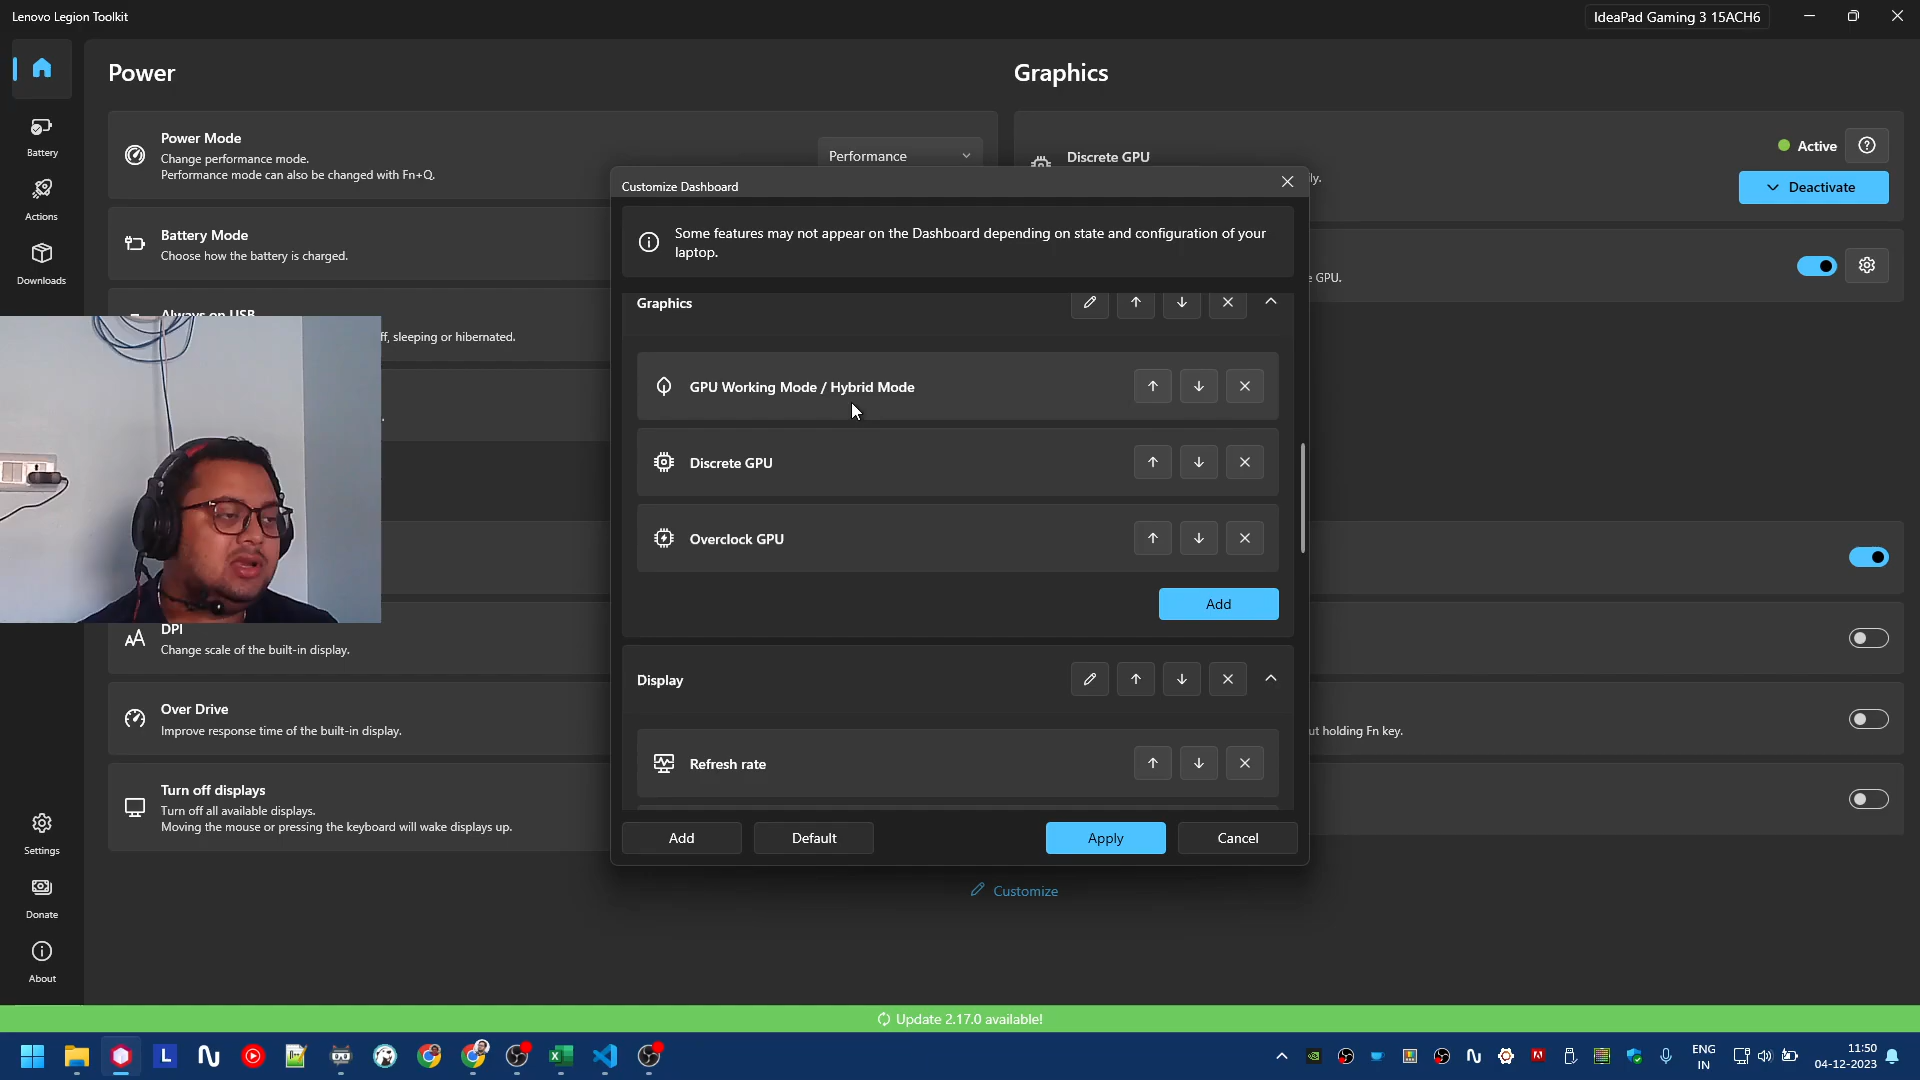 Lenovo Legion Toolkit
IdeaPad Gaming 3 15ACH6
Battery
Actions
Downloads
Settings
Donate
About
Power
Power Mode
Change performance mode.
Performance mode can also be changed with Fn+Q.
Performance
Battery Mode
Choose how the battery is charged.
Always on USB
ff, sleeping or hibernated.
DPI
Change scale of the built-in display.
Over Drive
Improve response time of the built-in display.
Turn off displays
Turn off all available displays.
Moving the mouse or pressing the keyboard will wake displays up.
Graphics
Discrete GPU
ly.
Active
Deactivate
e GPU.
ut holding Fn key.
Customize Dashboard
Some features may not appear on the Dashboard depending on state and configuration of your
laptop.
Graphics
GPU Working Mode / Hybrid Mode
Discrete GPU
Overclock GPU
Add
Display
Refresh rate
Add
Default
Apply
Cancel
Customize
Update 2.17.0 available!
L
ENG
IN
11:50
04-12-2023